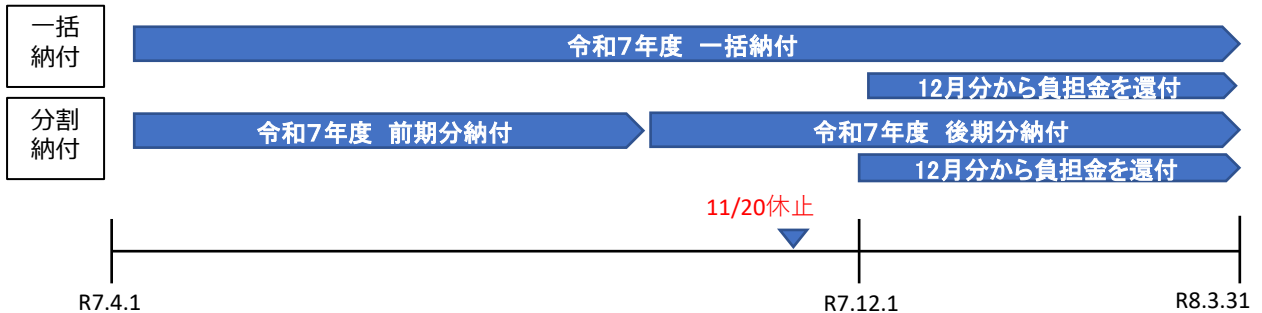 一括
納付
令和7年度 一括納付
12月分から負担金を還付
分割
納付
令和7年度 前期分納付
令和7年度 後期分納付
12月分から負担金を還付
11/20休止
R7.4.1
R7.12.1
R8.3.31